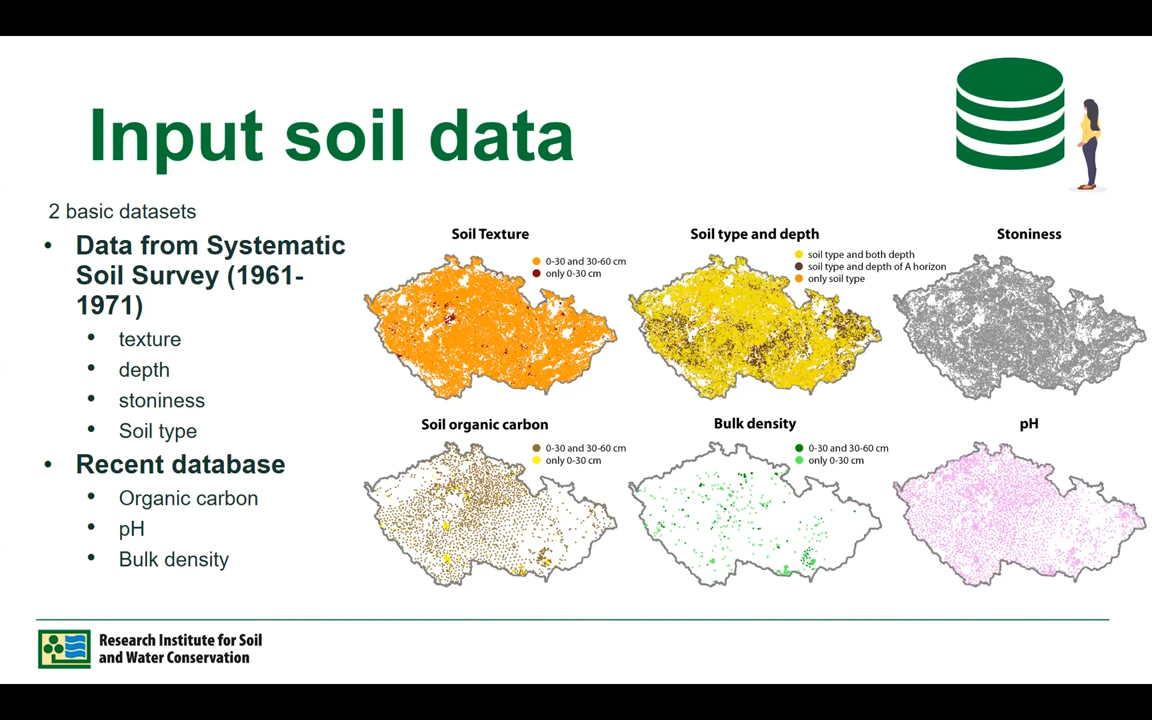 Input soil data
2 basic datasets
• Data from Systematic
Soil Survey (1961-
1971)
• texture
• depth
• stoniness
• Soil type
• Recent database
• Organic carbon
• pH
• Bulk density
Soil Texture
0-30 and 30-60 cm
only 0-30 cm
Soil type and depth
soil type and both depth
soil type and depth of A horizon
only soil type
Stoniness
Soil organic carbon
0-30 and 30-60 cm
only 0-30 cm
Bulk density
0-30 and 30-60 cm
only 0-30 cm
pH
Research Institute for Soil
and Water Conservation